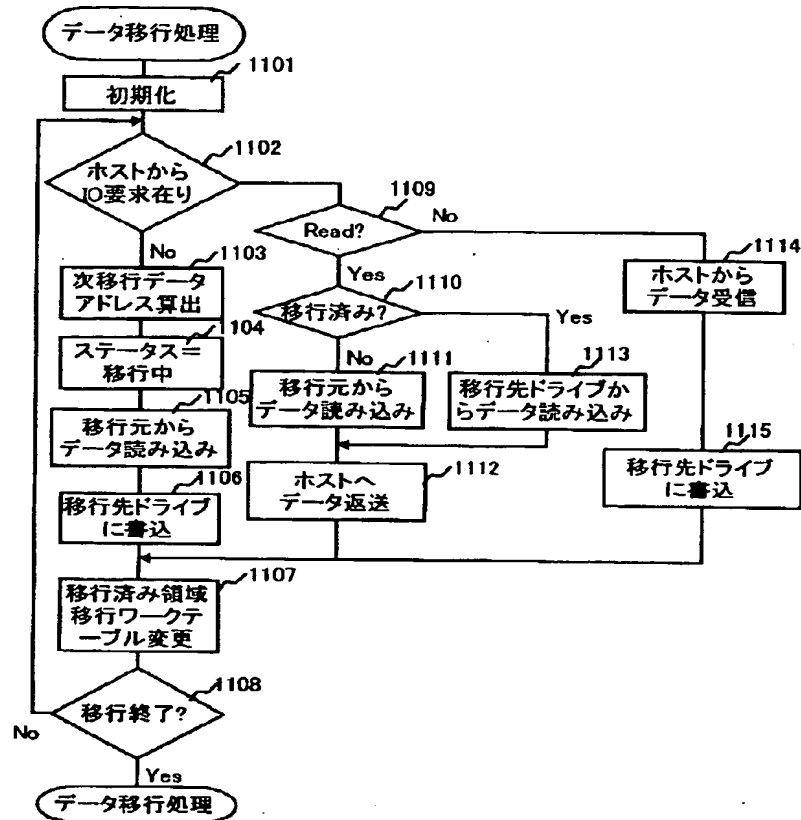 データ移行処理
1101
初期化
1102
ホストから
IO要求在り
No
1103
次移行データ
アドレス算出
1104
ステータス＝
移行中
1105
移行元から
データ読み込み
1106
移行先ドライブ
に書込
1107
移行済み領域
移行ワークテ
ーブル変更
1108
移行終了?
No
Yes
データ移行処理
1109
Read?
No
Yes
1110
移行済み?
Yes
No
1111
移行元から
データ読み込み
1113
移行先ドライブか
らデータ読み込み
1112
ホストへ
データ返送
1114
ホストから
データ受信
1115
移行先ドライブ
に書込